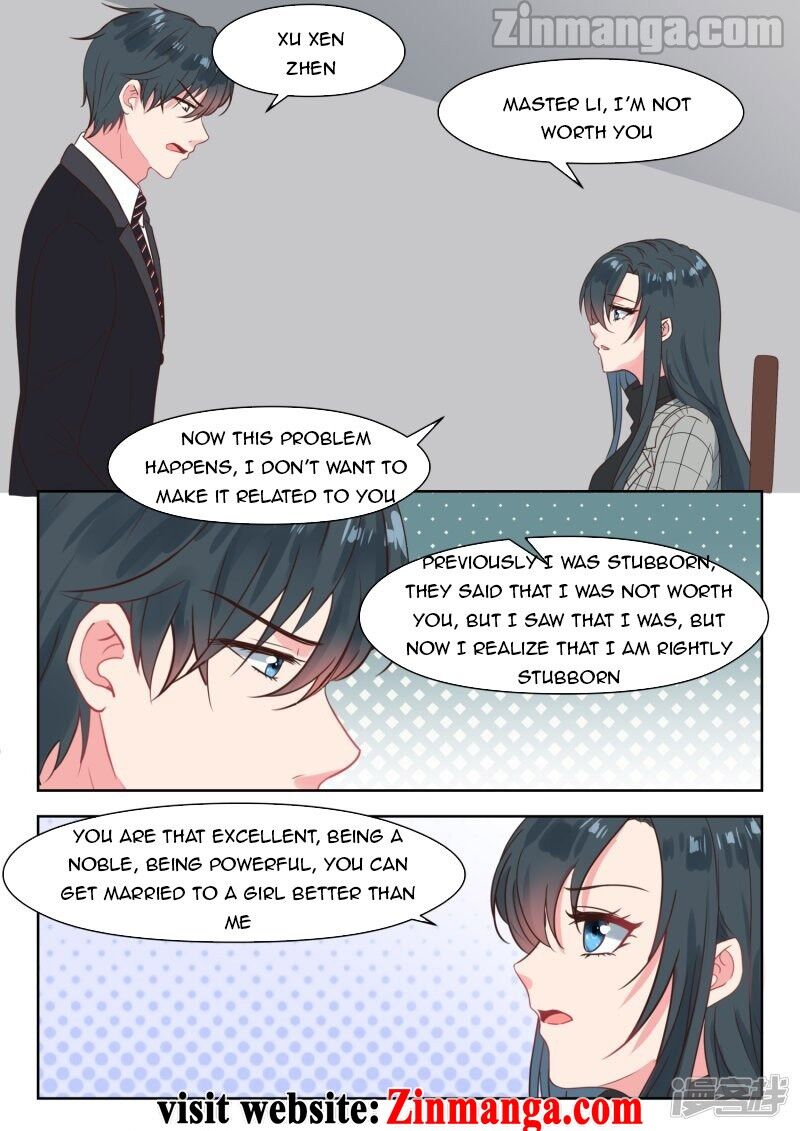 Zinmanga.com
XU XEN
ZHEN
MASTER LI, I'M NOT
WORTH YOU
NOW THIS PROBLEM
HAPPENS, I DON'T WANT TO
MAKE IT RELATED TO YOU
PREVIOUSLY I WAS STUBBORN,
THEY SAID THAT I WAS NOT WORTH
YOU, BUT I SAW THAT I WAS, BUT
NOW I REALIZE THAT I AM RIGHTLY
STUBBORN
YOU ARE THAT EXCELLENT, BEING A
NOBLE, BEING POWERFUL, YOU CAN
GET MARRIED TO A GIRL BETTER THAN
ME
漫客栈
visit website: Zinmanga.com